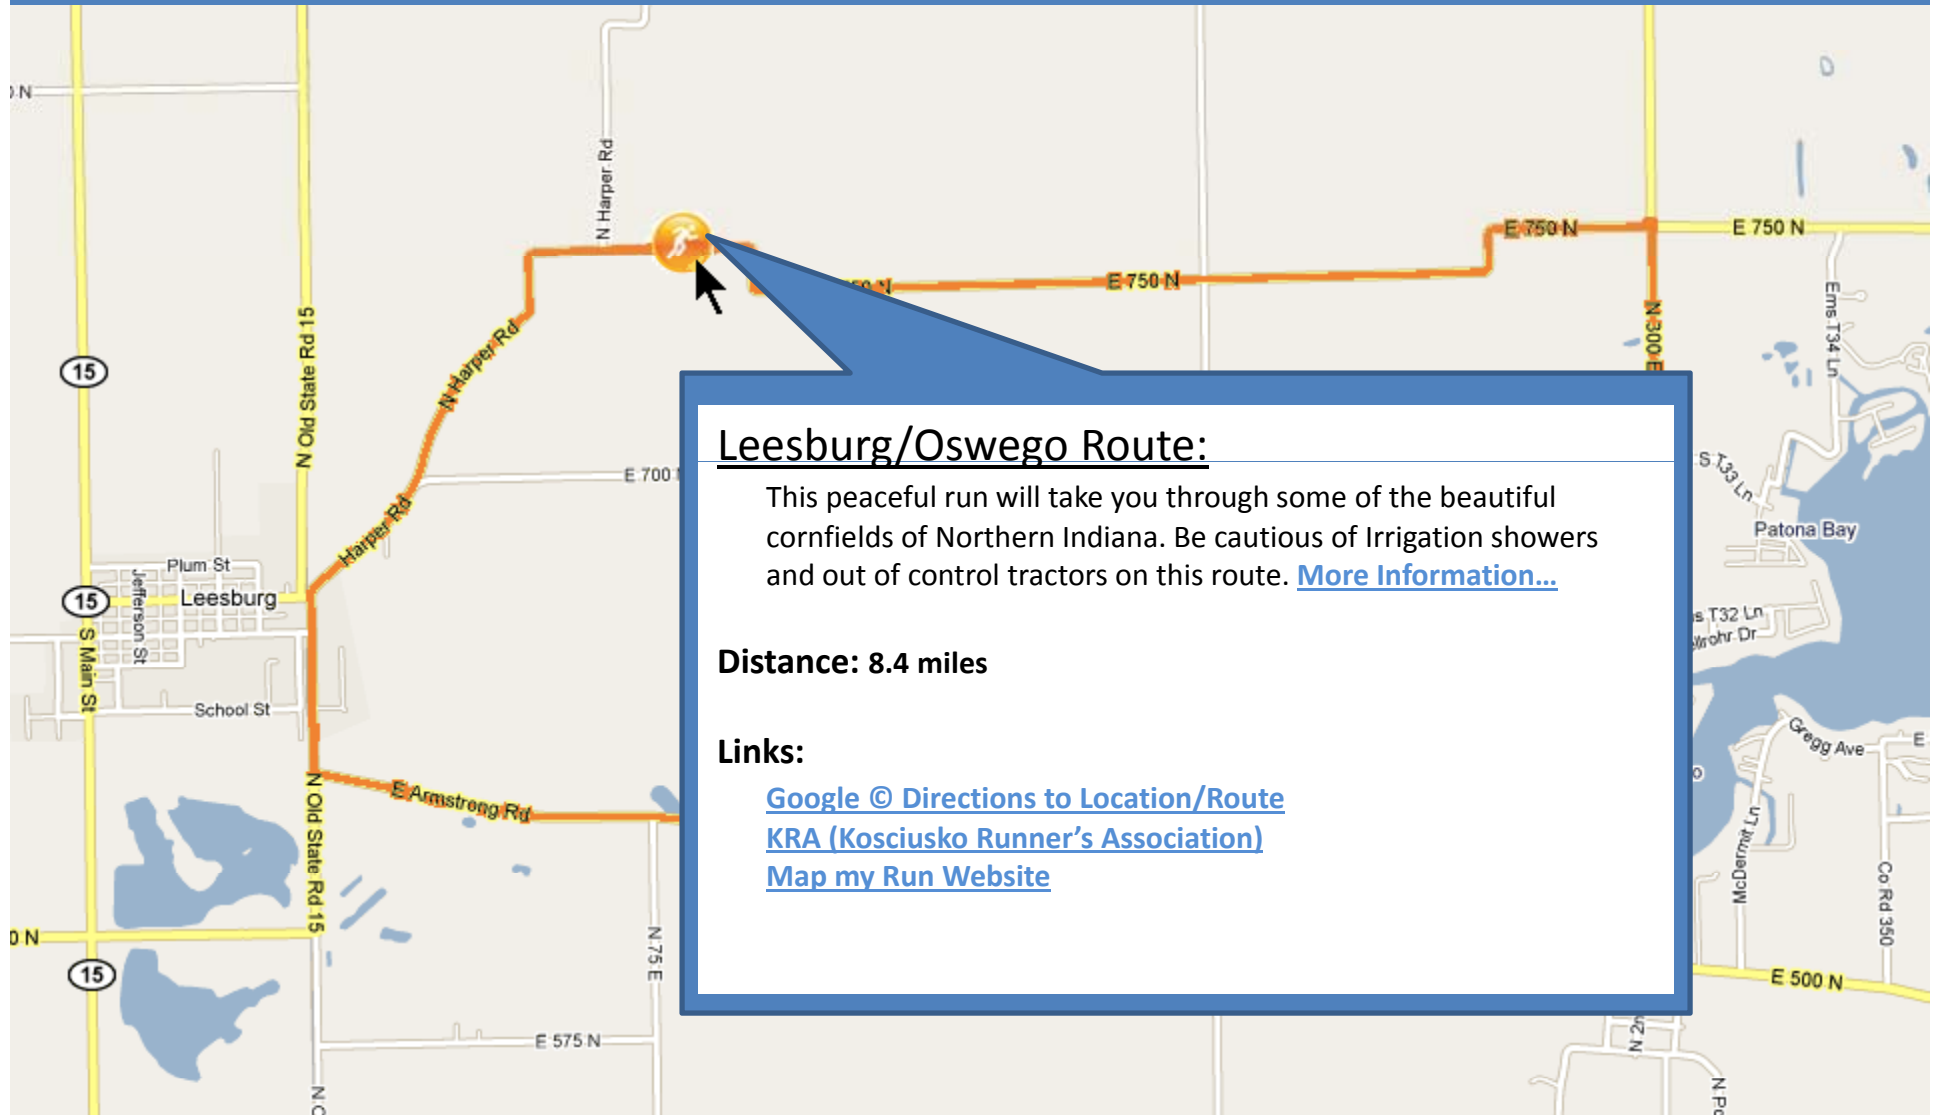 N
N Harper Rd
E 750 N
E 750 N
15
N Old State Rd 15
N Harper Rd
E 750 N
N 300 E
Ems T34 Ln
Leesburg/Oswego Route:
E 700
S T33 Ln
This peaceful run will take you through some of the beautiful
cornfields of Northern Indiana. Be cautious of Irrigation showers
and out of control tractors on this route. More Information…
Patona Bay
Harper Rd
Plum St
Jefferson St
15
Leesburg
T32 Ln
Dr
S Main St
Distance: 8.4 miles
School St
Links:
Gregg Ave
E
E Armstrong Rd
Google © Directions to Location/Route
KRA (Kosciusko Runner’s Association)
Map my Run Website
N Old State Rd 15
McDermit Ln
Co Rd 350
0 N
N 75 E
15
E 500 N
E 575 N